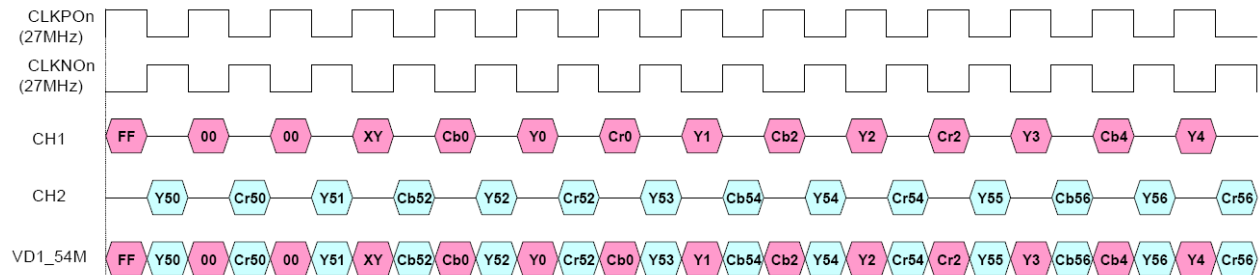 CLKPOn
(27MHz)
CLKNOn
(27MHz)
CH1 FF 00 00 XY Cb0 Y0 Cr0 Y1 Cb2 Y2 Cr2 Y3 Cb4 Y4
CH2 Y50 Cr50 Y51 Cb52 Y52 Cr52 Y53 Cb54 Y54 Cr54 Y55 Cb56 Y56 Cr56
VD1_54M FF Y50 00 Cr50 00 Y51 XY Cb52 Cb0 Y52 Y0 Cr52 Cb0 Y53 Y1 Cb54 Cb2 Y54 Y2 Cr54 Cr2 Y55 Y3 Cb56 Cb4 Y56 Y4 Cr56